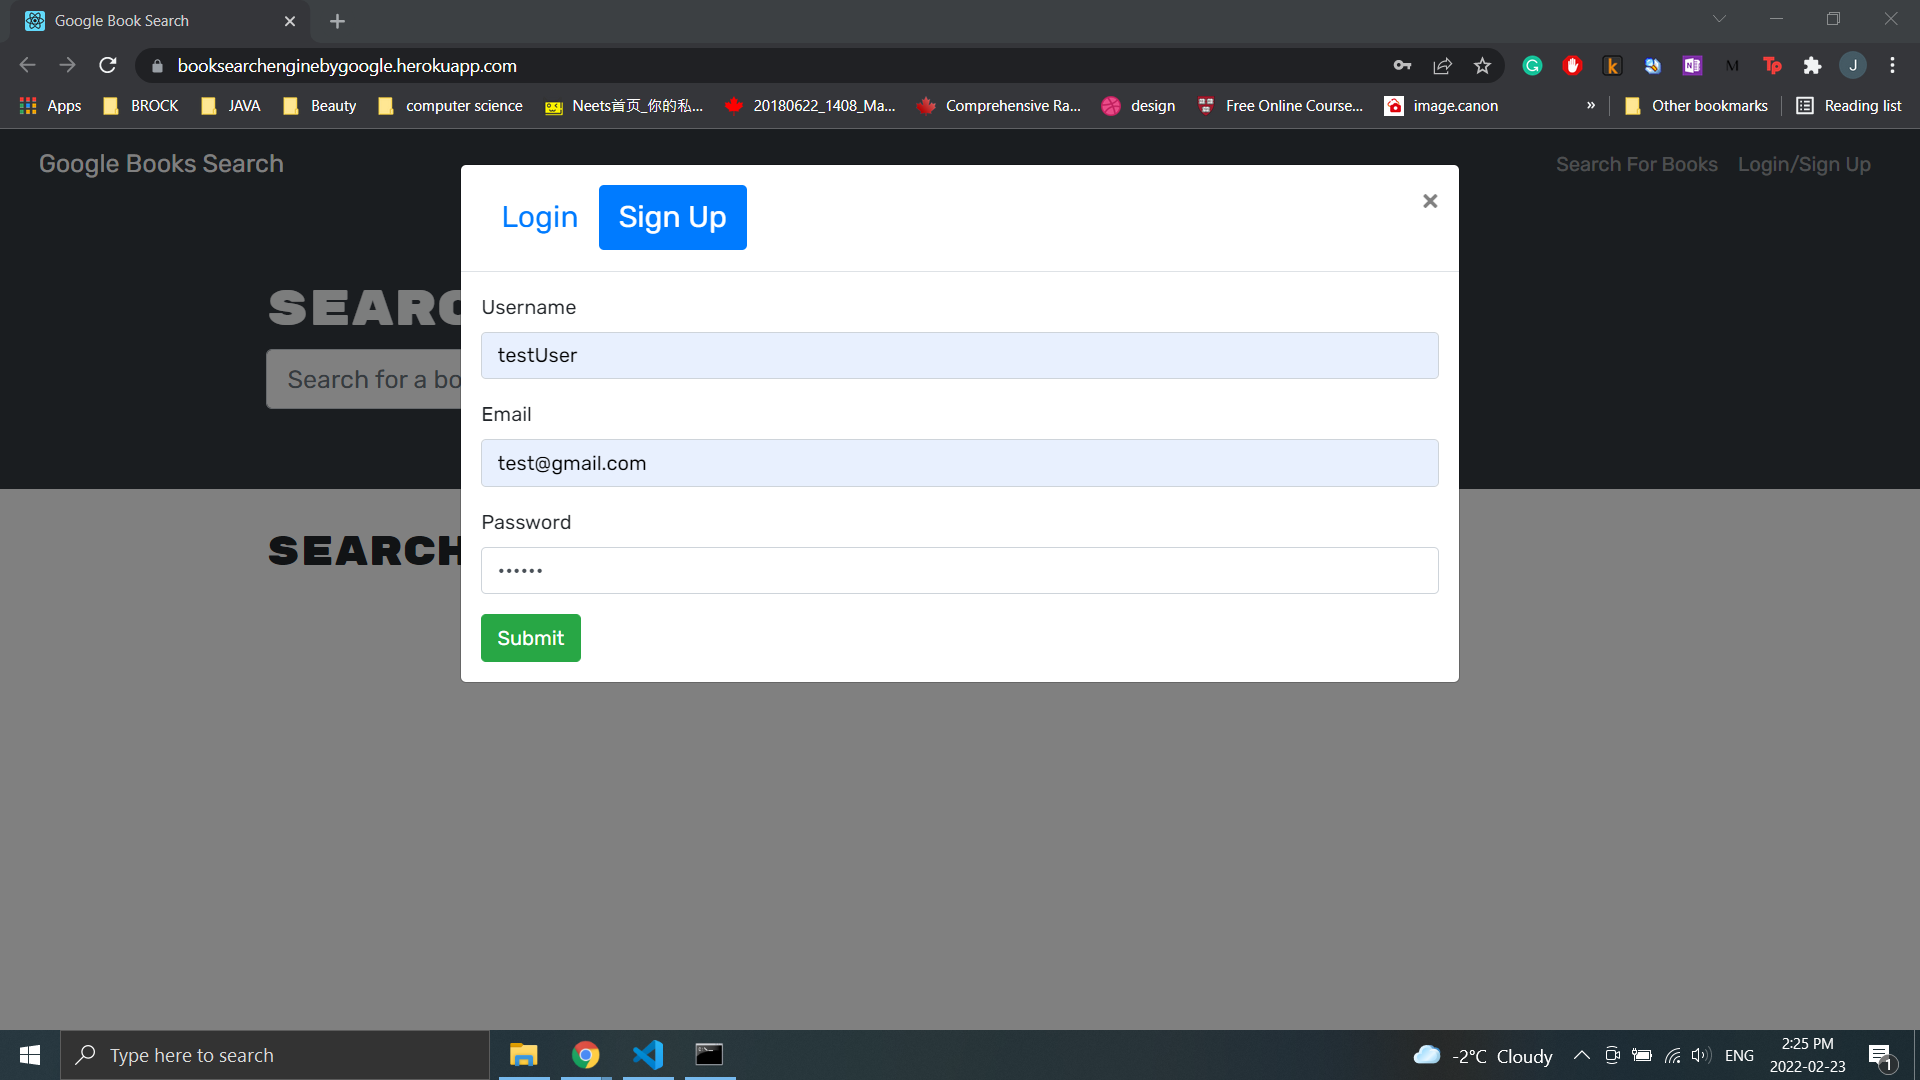 Google Book Search
booksearchenginebygoogle.herokuapp.com
Apps BROCK JAVA Beauty computer science Neets首页_你的私... 20180622_1408_Ma... Comprehensive Ra... design Free Online Course... image.canon » Other bookmarks Reading list
Google Books Search Search For Books Login/Sign Up
Login Sign Up ×
SEARC
Search for a bo
Username
testUser
Email
test@gmail.com
Password
••••••
Submit
SEARCH
Type here to search
-2°C Cloudy ENG
2:25 PM
2022-02-23
1